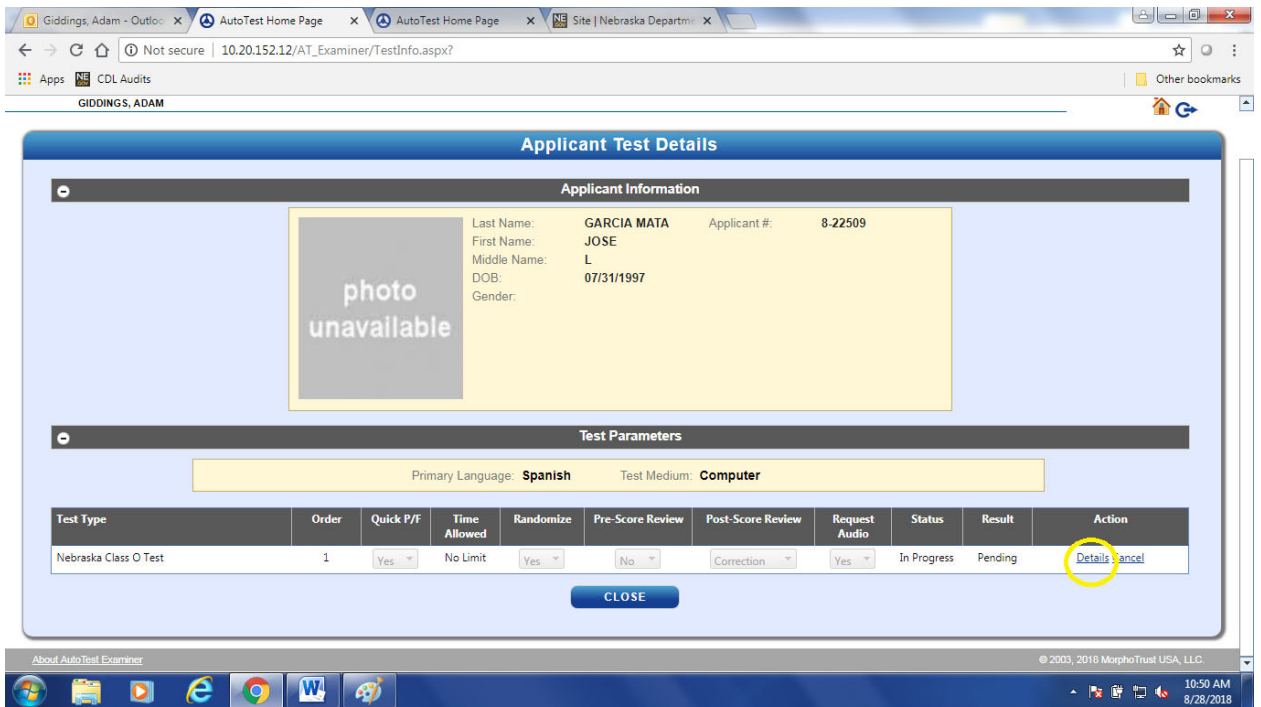 Giddings, Adam - Outloo
AutoTest Home Page
AutoTest Home Page
Site | Nebraska Departme
Not secure | 10.20.152.12/AT_Examiner/TestInfo.aspx?
Apps CDL Audits Other bookmarks
GIDDINGS, ADAM
Applicant Test Details
Applicant Information
photo unavailable
Last Name: GARCIA MATA Applicant #: 8-22509
First Name: JOSE
Middle Name: L
DOB: 07/31/1997
Gender:
Test Parameters
Primary Language: Spanish Test Medium: Computer
Test Type Order Quick P/F Time Allowed Randomize Pre-Score Review Post-Score Review Request Audio Status Result Action
Nebraska Class O Test 1 Yes No Limit Yes No Correction Yes In Progress Pending Details Cancel
CLOSE
About AutoTest Examiner © 2003, 2018 MorphoTrust USA, LLC.
10:50 AM
8/28/2018